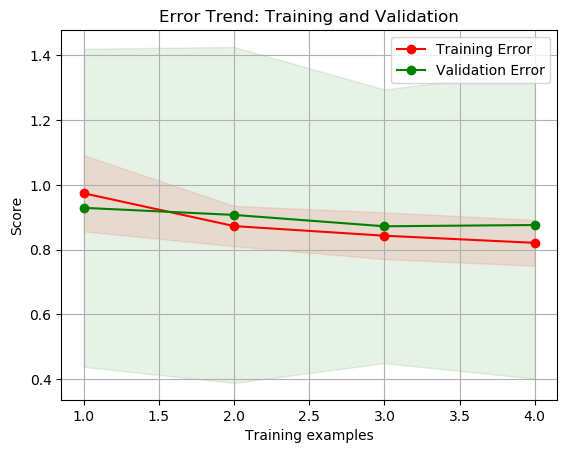 Error Trend: Training and Validation
Training Error
Validation Error
Score
1.4
1.2
1.0
0.8
0.6
0.4
1.0
1.5
2.0
2.5
3.0
3.5
4.0
Training examples